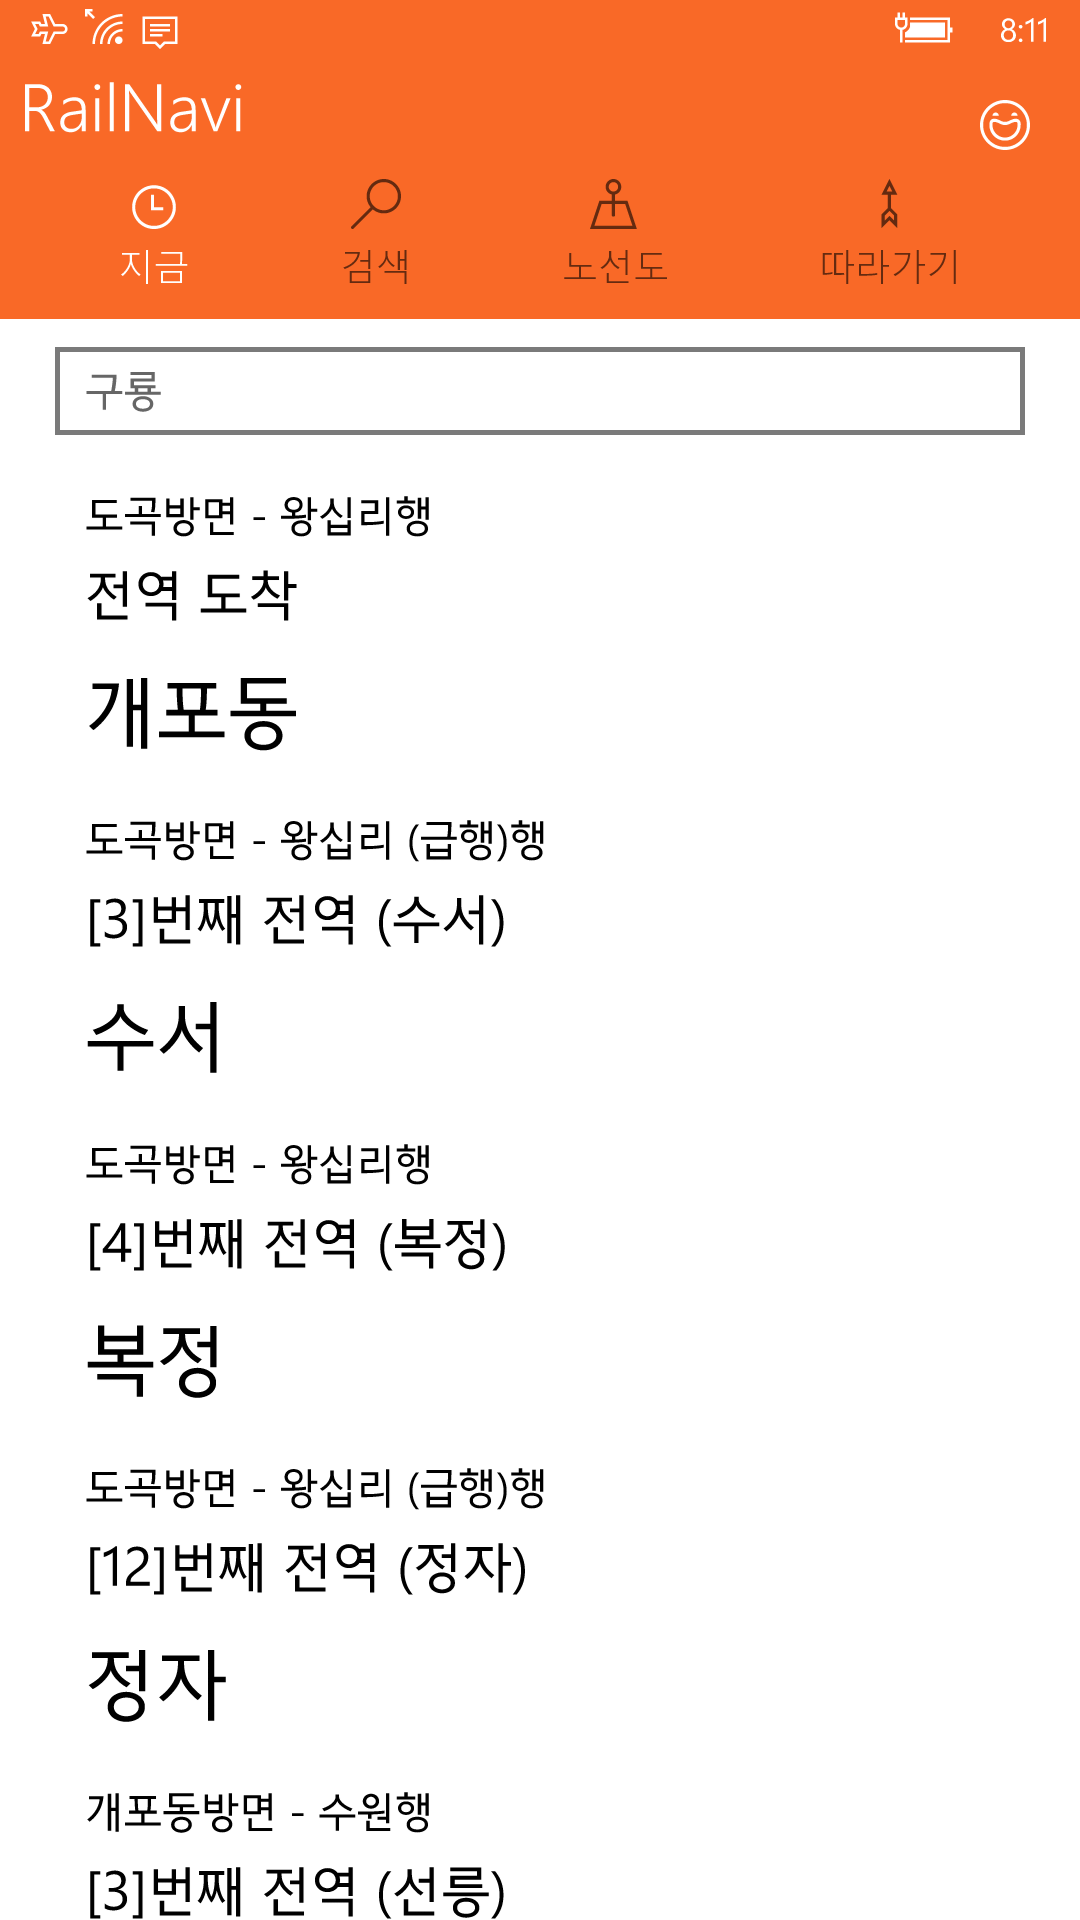 8:11
RailNavi
지금 검색 노선도 따라가기
구룡
도곡방면 - 왕십리행
전역 도착
개포동
도곡방면 - 왕십리 (급행)행
[3]번째 전역 (수서)
수서
도곡방면 - 왕십리행
[4]번째 전역 (복정)
복정
도곡방면 - 왕십리 (급행)행
[12]번째 전역 (정자)
정자
개포동방면 - 수원행
[3]번째 전역 (선릉)